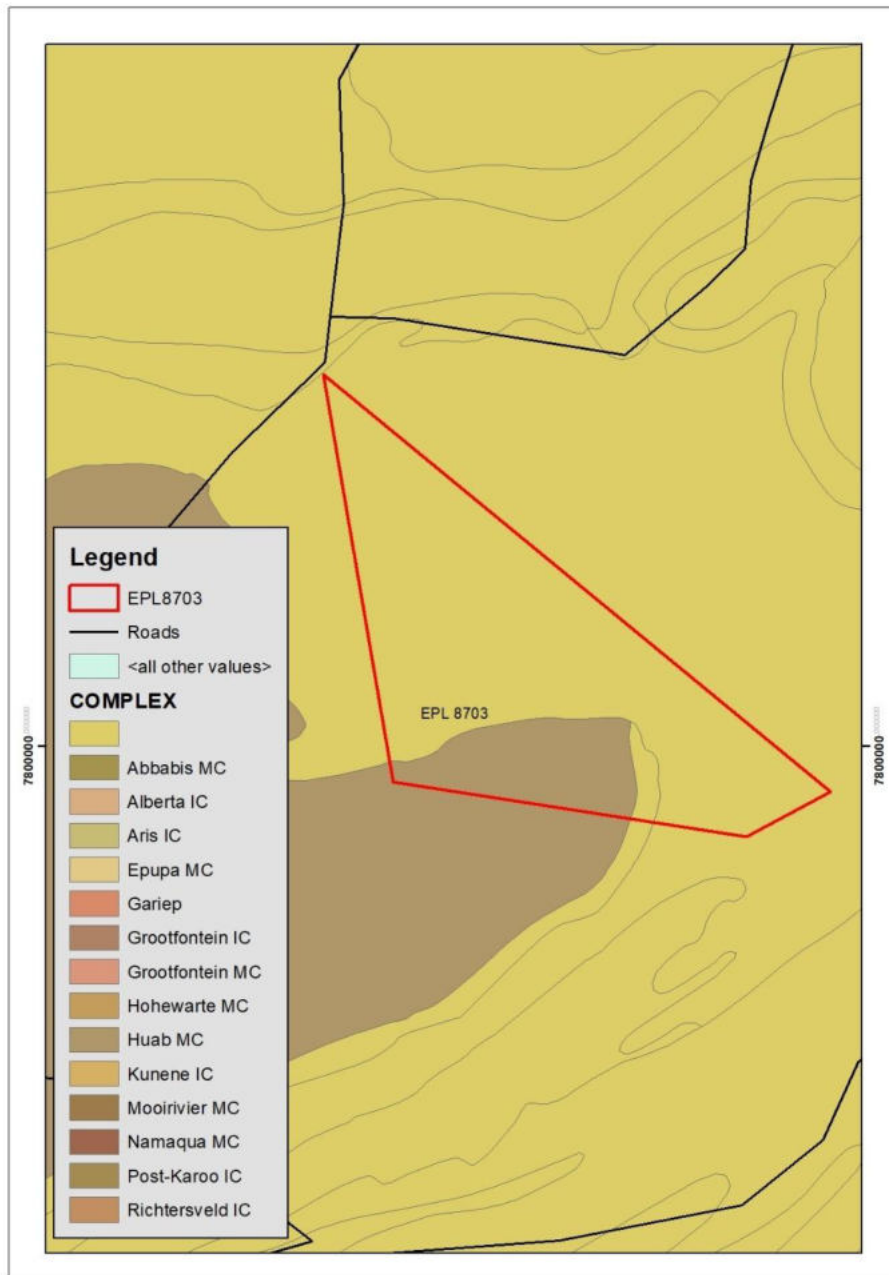 Legend
EPL8703
Roads
<all other values>
COMPLEX
Abbabis MC
Alberta IC
Aris IC
Epupa MC
Gariep
Grootfontein IC
Grootfontein MC
Hohewarte MC
Huab MC
Kunene IC
Mooirivier MC
Namaqua MC
Post-Karoo IC
Richtersveld IC
EPL 8703
7800000.000000
7800000.000000